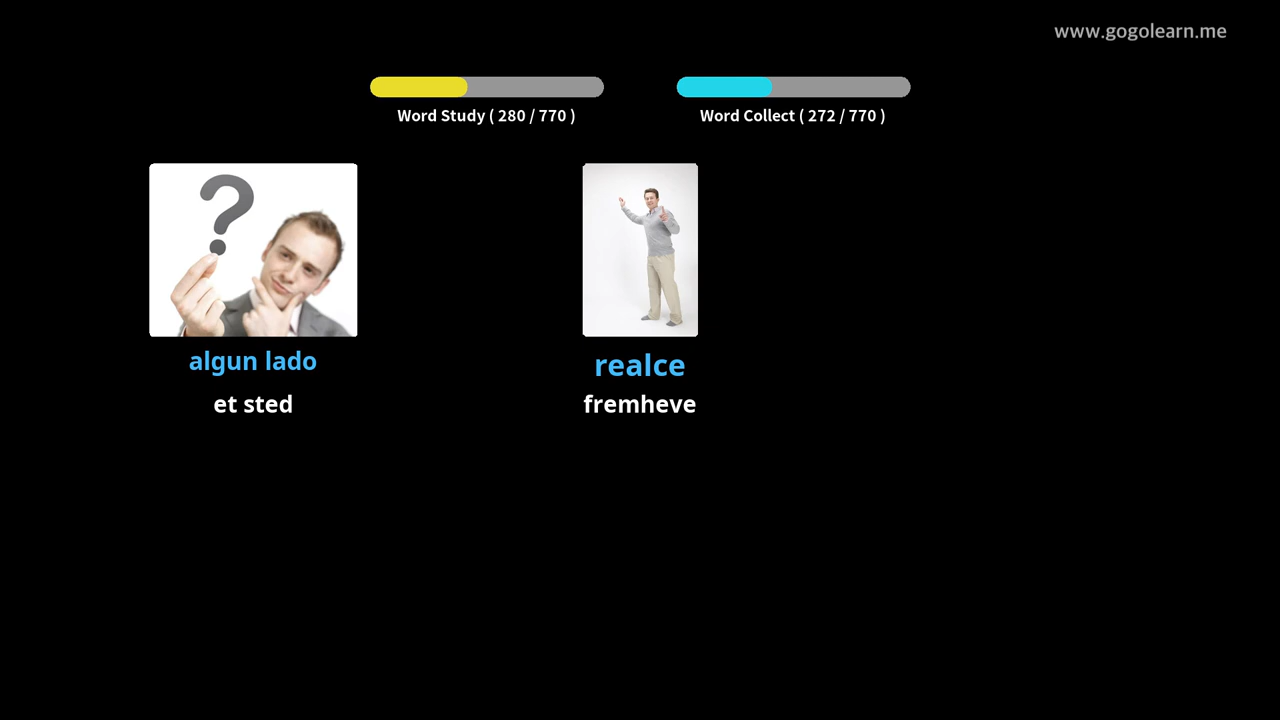 www.gogolearn.me
Word Study ( 280 / 770 )
Word Collect ( 272 / 770 )
algun lado
et sted
realce
fremheve